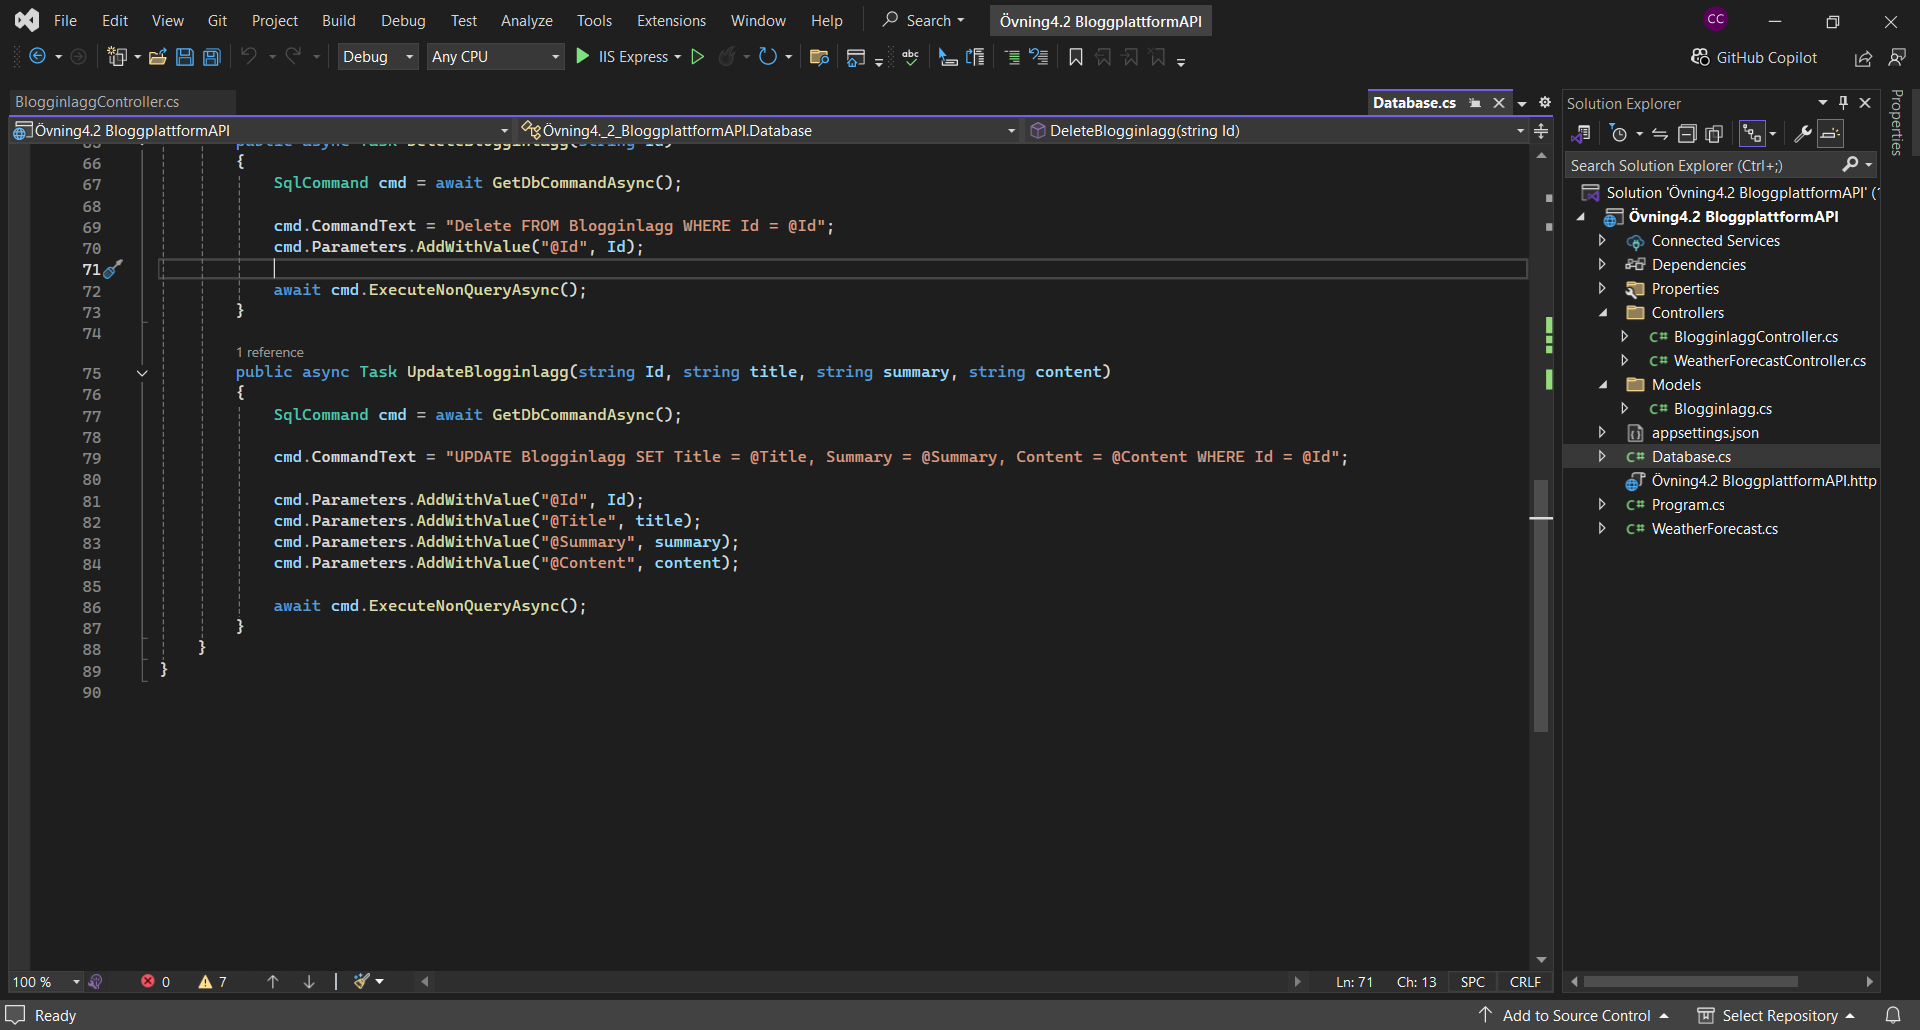 File Edit View Git Project Build Debug Test Analyze Tools Extensions Window Help Search Övning4.2 BloggplattformAPI CC
Debug Any CPU IIS Express abc GitHub Copilot
BlogginlaggController.cs Database.cs
Övning4.2 BloggplattformAPI Övning4._2_BloggplattformAPI.Database DeleteBlogginlagg(string Id)
65 public async Task DeleteBlogginlagg(string Id)
66 {
67 SqlCommand cmd = await GetDbCommandAsync();
68
69 cmd.CommandText = "Delete FROM Blogginlagg WHERE Id = @Id";
70 cmd.Parameters.AddWithValue("@Id", Id);
71
72 await cmd.ExecuteNonQueryAsync();
73 }
74
1 reference
75 public async Task UpdateBlogginlagg(string Id, string title, string summary, string content)
76 {
77 SqlCommand cmd = await GetDbCommandAsync();
78
79 cmd.CommandText = "UPDATE Blogginlagg SET Title = @Title, Summary = @Summary, Content = @Content WHERE Id = @Id";
80
81 cmd.Parameters.AddWithValue("@Id", Id);
82 cmd.Parameters.AddWithValue("@Title", title);
83 cmd.Parameters.AddWithValue("@Summary", summary);
84 cmd.Parameters.AddWithValue("@Content", content);
85
86 await cmd.ExecuteNonQueryAsync();
87 }
88 }
89 }
90
Solution Explorer
Search Solution Explorer (Ctrl+;)
Solution 'Övning4.2 BloggplattformAPI' (
Övning4.2 BloggplattformAPI
Connected Services
Dependencies
Properties
Controllers
C# BlogginlaggController.cs
C# WeatherForecastController.cs
Models
C# Blogginlagg.cs
appsettings.json
C# Database.cs
Övning4.2 BloggplattformAPI.http
C# Program.cs
C# WeatherForecast.cs
Properties
100 % 0 7 Ln: 71 Ch: 13 SPC CRLF
Ready Add to Source Control Select Repository